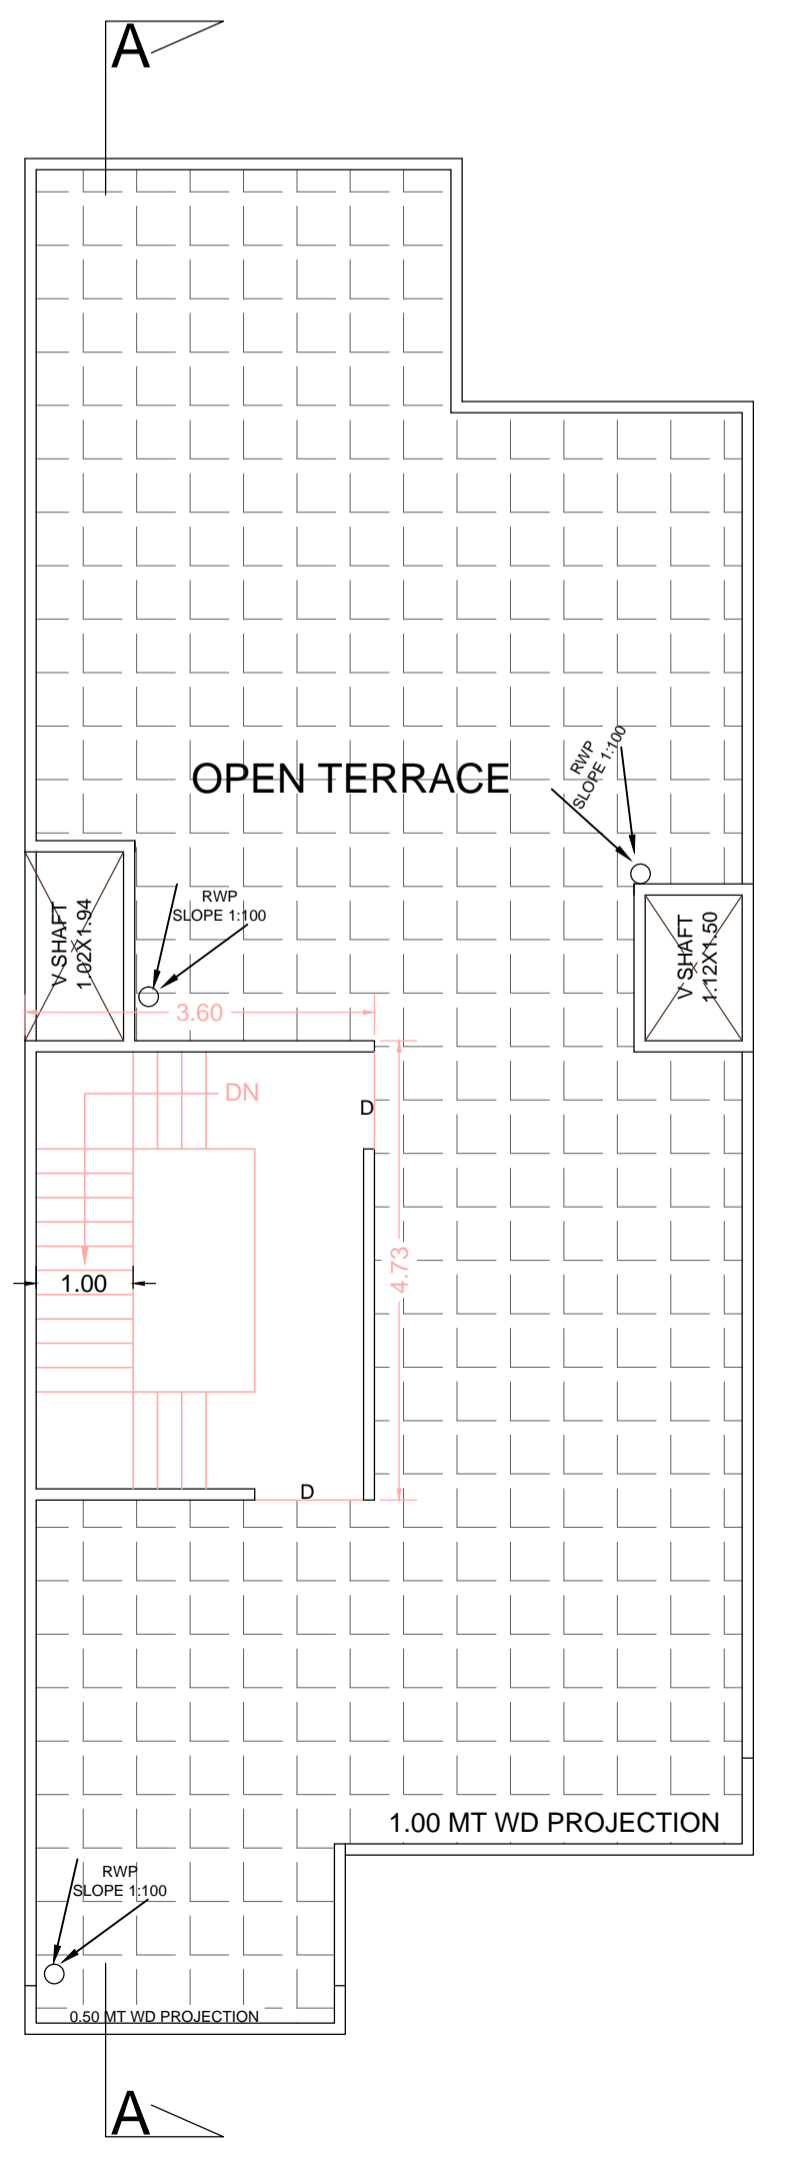 A
OPEN TERRACE
RWP
SLOPE 1:100
RWP
SLOPE 1:100
V SHAFT
1.02X1.94
V SHAFT
1.12X1.50
3.60
DN
D
4.73
1.00
D
1.00 MT WD PROJECTION
RWP
SLOPE 1:100
0.50 MT WD PROJECTION
A